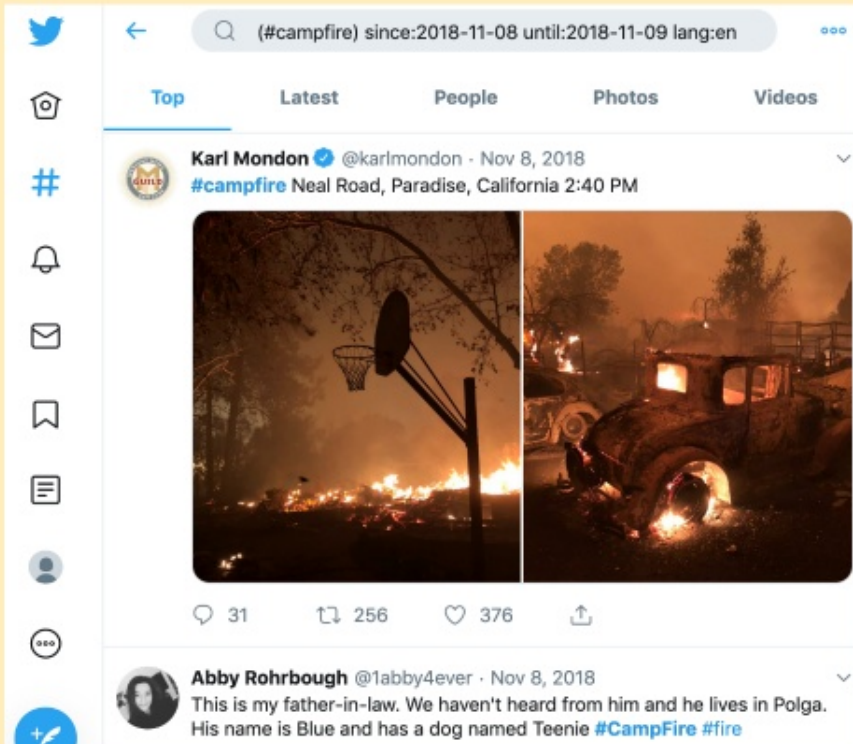 (#campfire) since:2018-11-08 until:2018-11-09 lang:en
Top Latest People Photos Videos
Karl Mondon @karlmondon · Nov 8, 2018
#campfire Neal Road, Paradise, California 2:40 PM
GUILD
31 256 376
Abby Rohrbough @1abby4ever · Nov 8, 2018
This is my father-in-law. We haven't heard from him and he lives in Polga.
His name is Blue and has a dog named Teenie #CampFire #fire